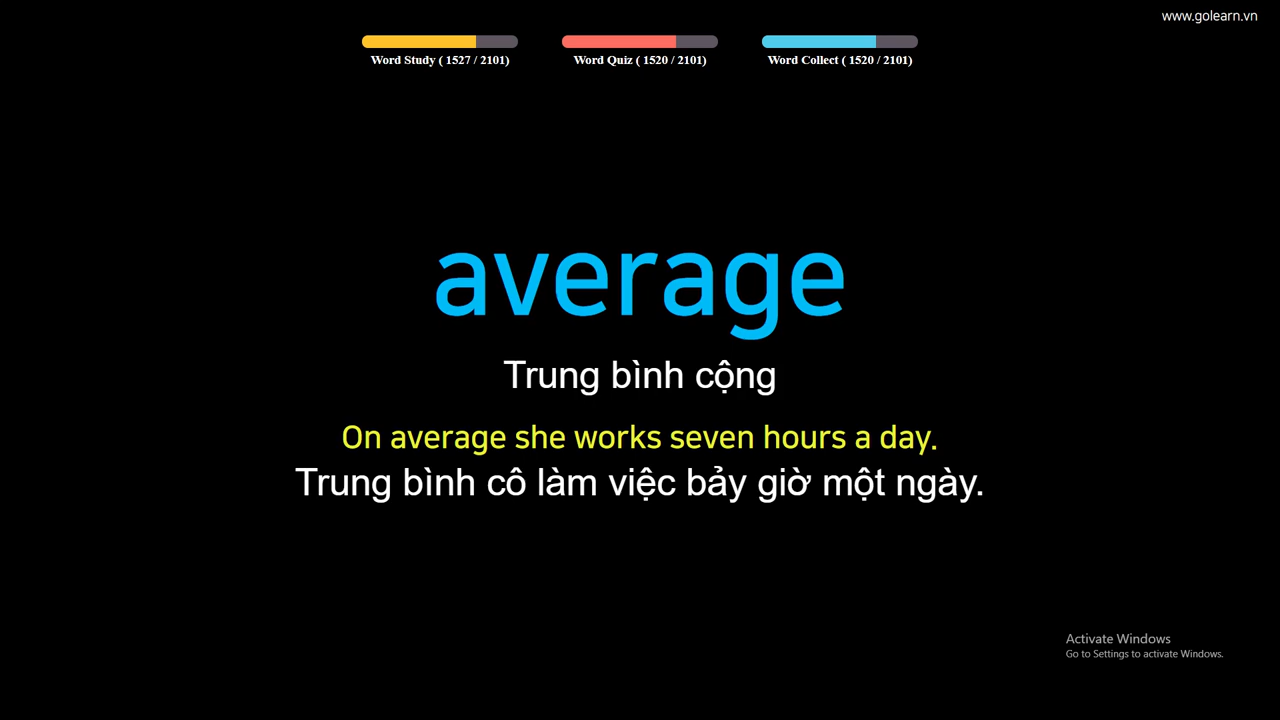 www.golearn.vn
Word Study ( 1527 / 2101)
Word Quiz ( 1520 / 2101)
Word Collect ( 1520 / 2101)
average
Trung bình cộng
On average she works seven hours a day.
Trung bình cô làm việc bảy giờ một ngày.
Activate Windows
Go to Settings to activate Windows.